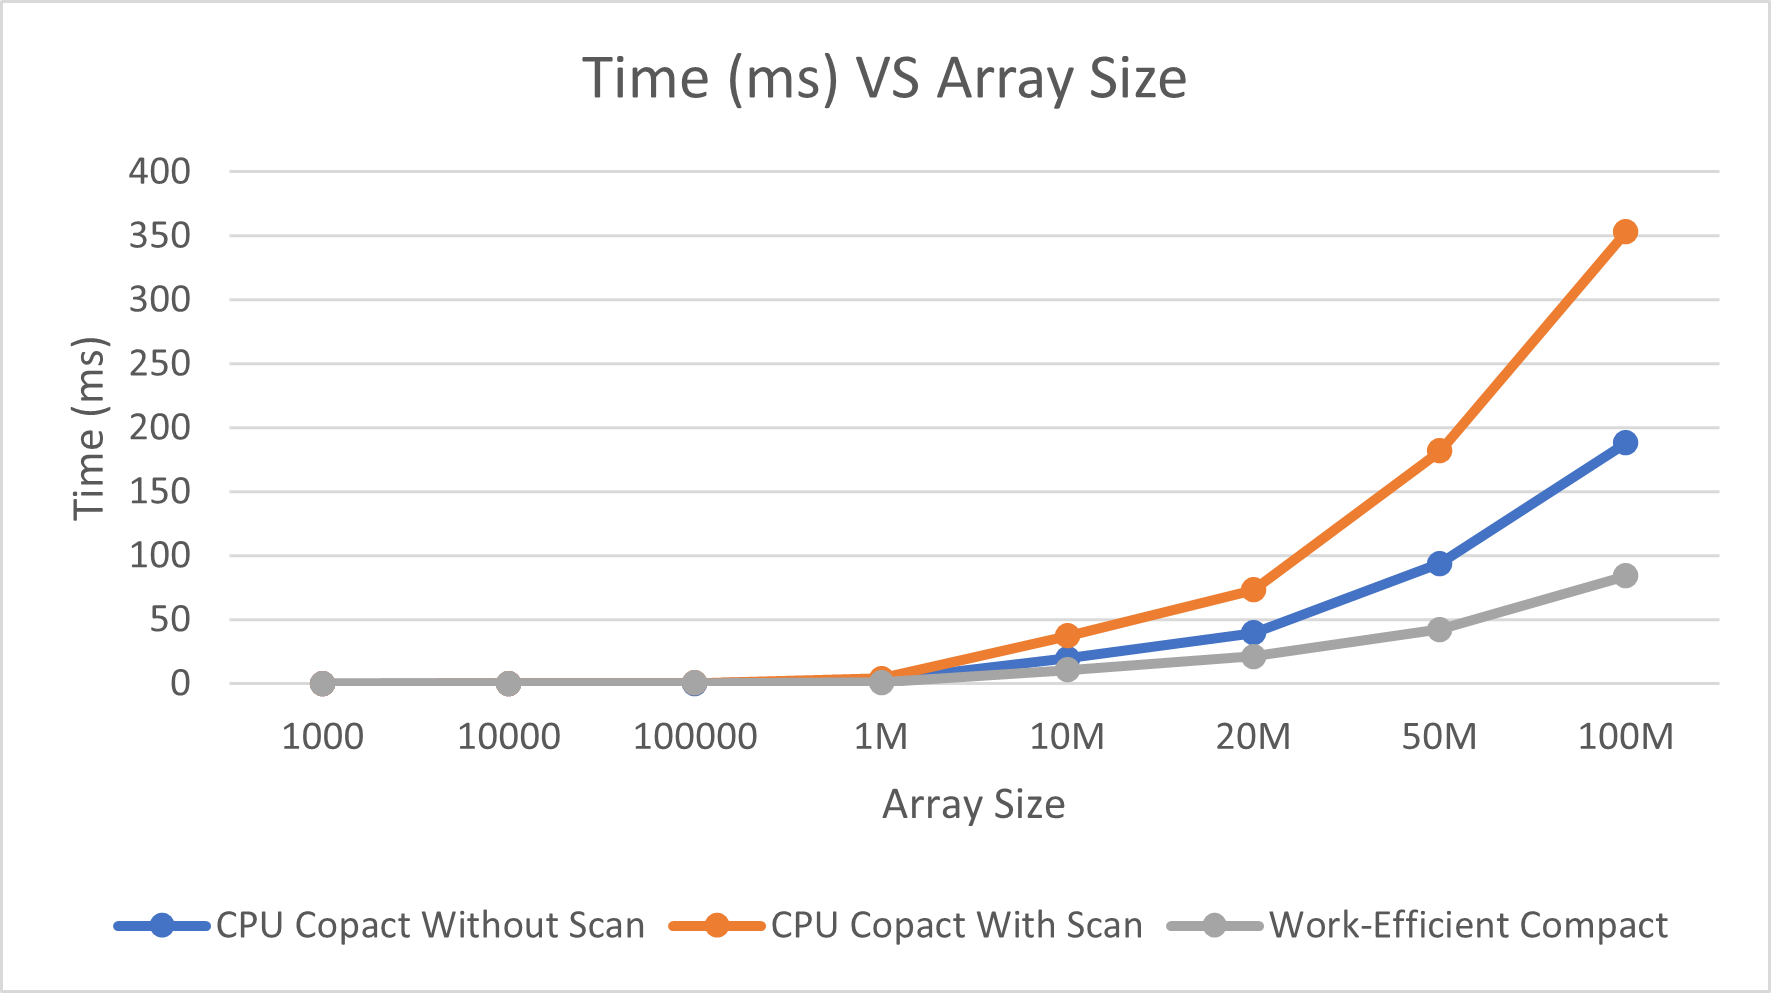 Time (ms) VS Array Size
400
350
300
250
200
150
100
50
0
Time (ms)
1000 10000 100000 1M 10M 20M 50M 100M
Array Size
CPU Copact Without Scan CPU Copact With Scan Work-Efficient Compact